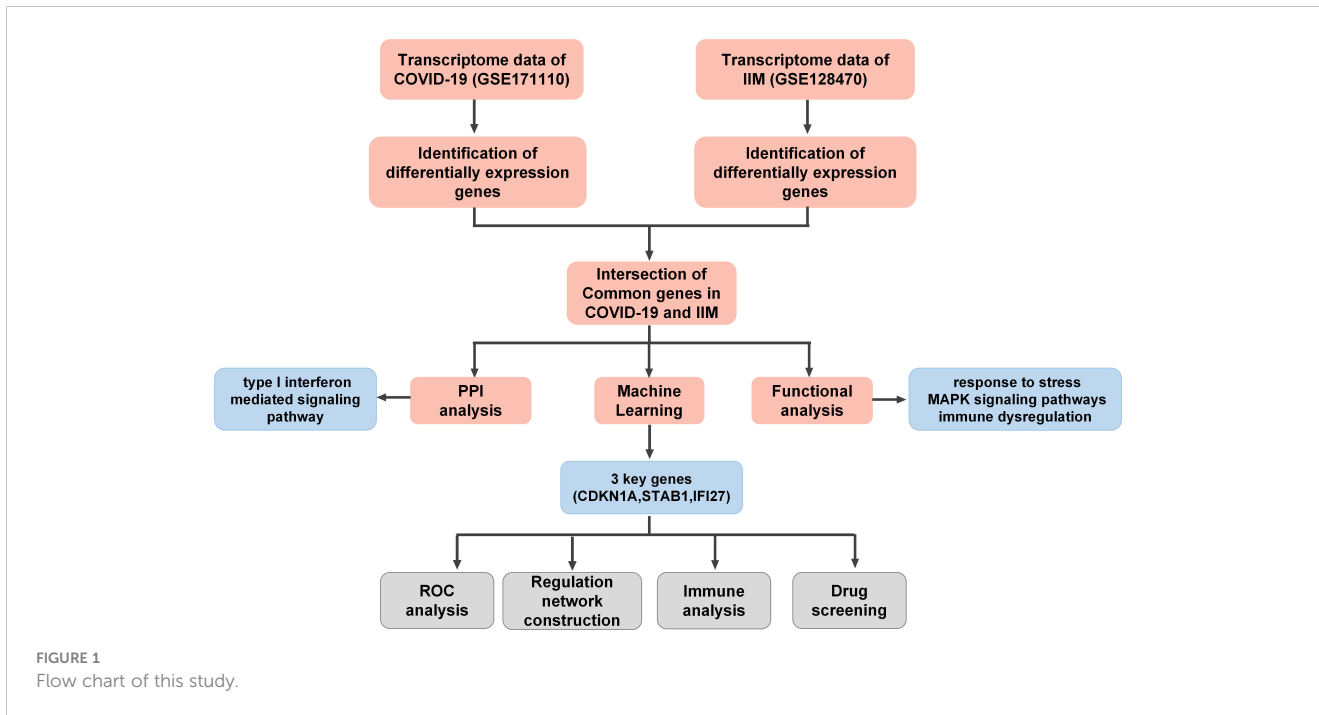 Transcriptome data of
COVID-19 (GSE171110)
Transcriptome data of
IIM (GSE128470)
Identification of
differentially expression
genes
Identification of
differentially expression
genes
Intersection of
Common genes in
COVID-19 and IIM
type I interferon
mediated signaling
pathway
PPI
analysis
Machine
Learning
Functional
analysis
response to stress
MAPK signaling pathways
immune dysregulation
3 key genes
(CDKN1A,STAB1,IFI27)
ROC
analysis
Regulation
network
construction
Immune
analysis
Drug
screening
FIGURE 1
Flow chart of this study.